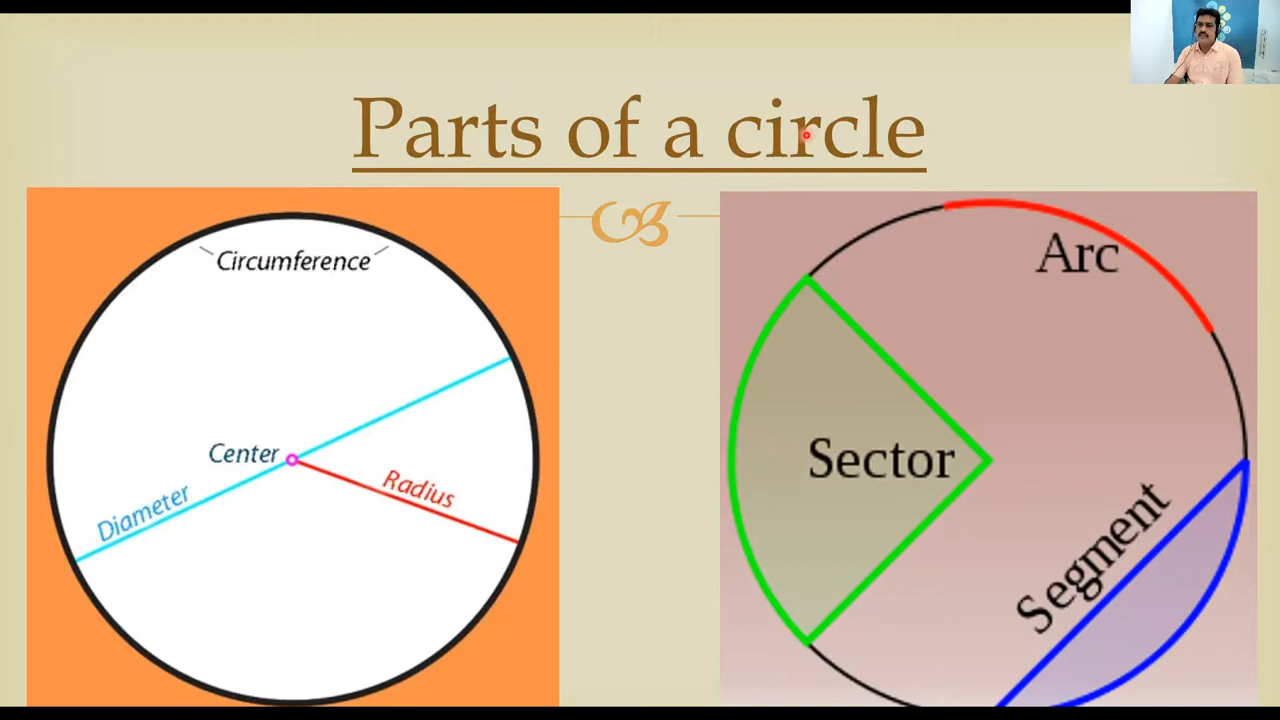 Parts of a circle
Circumference
Center
Diameter
Radius
Arc
Sector
Segment